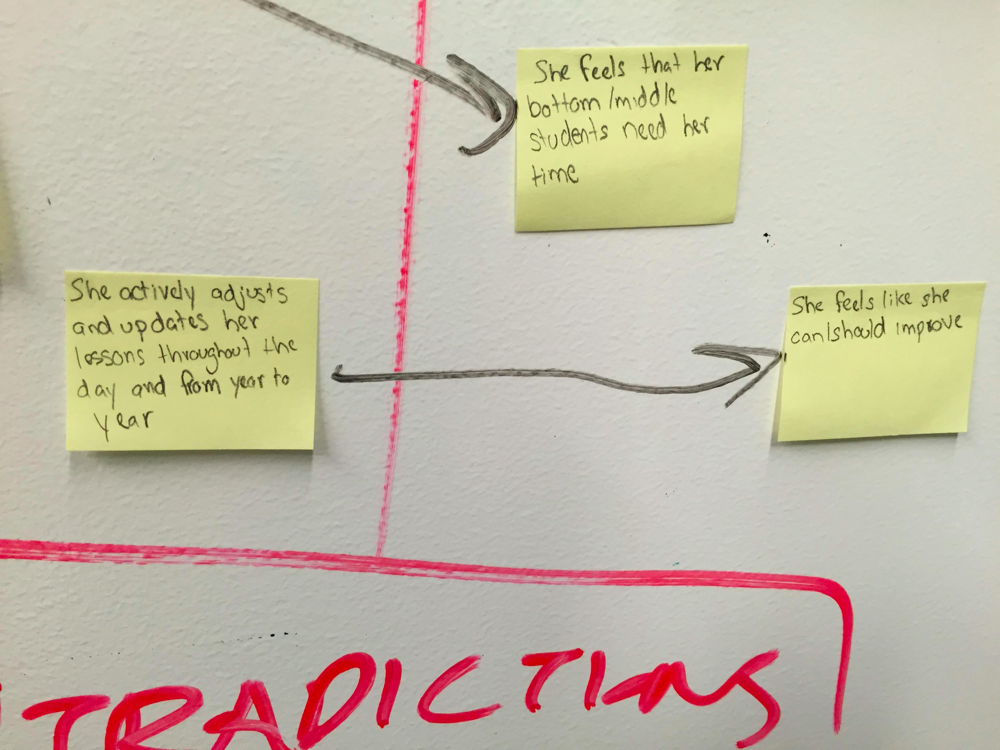 She feels that her
bottom/middle
students need her
time
She actively adjusts
and updates her
lessons throughout the
day and from year to
year
She feels like she
can/should improve
TRADICTING